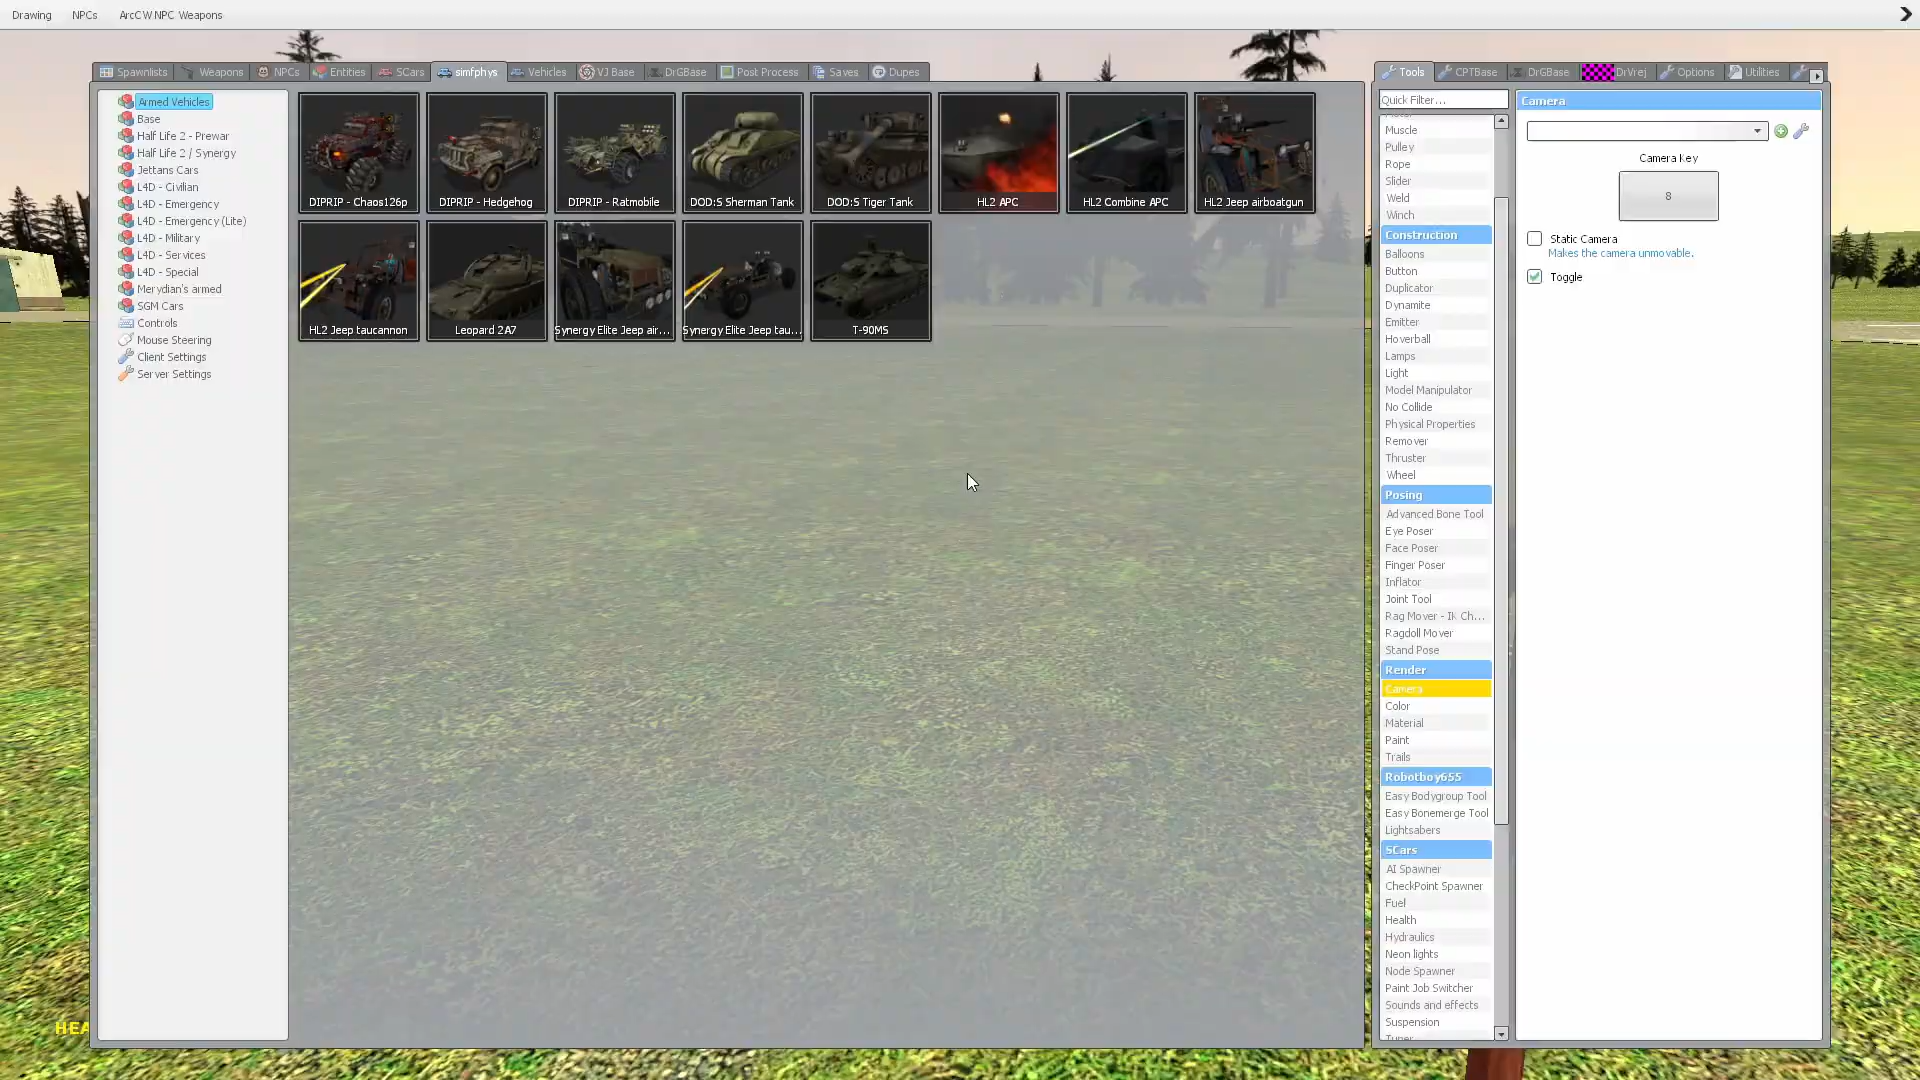 Drawing NPCs ArcCW NPC Weapons
Spawnlists Weapons NPCs Entities SCars simfphys Vehicles VJ Base DrGBase Post Process Saves Dupes
Armed Vehicles
Base
Half Life 2 - Prewar
Half Life 2 / Synergy
Jettans Cars
L4D - Civilian
L4D - Emergency
L4D - Emergency (Lite)
L4D - Military
L4D - Services
L4D - Special
Merydian's armed
SGM Cars
Controls
Mouse Steering
Client Settings
Server Settings
DIPRIP - Chaos126p DIPRIP - Hedgehog DIPRIP - Ratmobile DOD:S Sherman Tank DOD:S Tiger Tank HL2 APC HL2 Combine APC HL2 Jeep airboatgun
HL2 Jeep taucannon Leopard 2A7 Synergy Elite Jeep air... Synergy Elite Jeep tau... T-90MS
Tools CPTBase DrGBase DrVrej Options Utilities
Quick Filter...
Muscle
Pulley
Rope
Slider
Weld
Winch
Construction
Balloons
Button
Duplicator
Dynamite
Emitter
Hoverball
Lamps
Light
Model Manipulator
No Collide
Physical Properties
Remover
Thruster
Wheel
Posing
Advanced Bone Tool
Eye Poser
Face Poser
Finger Poser
Inflator
Joint Tool
Rag Mover - IK Ch...
Ragdoll Mover
Stand Pose
Render
Camera
Color
Material
Paint
Trails
Robotboy655
Easy Bodygroup Tool
Easy Bonemerge Tool
Lightsabers
SCars
AI Spawner
CheckPoint Spawner
Fuel
Health
Hydraulics
Neon lights
Node Spawner
Paint Job Switcher
Sounds and effects
Suspension
Camera
Camera Key
8
Static Camera
Makes the camera unmovable.
Toggle
HEA